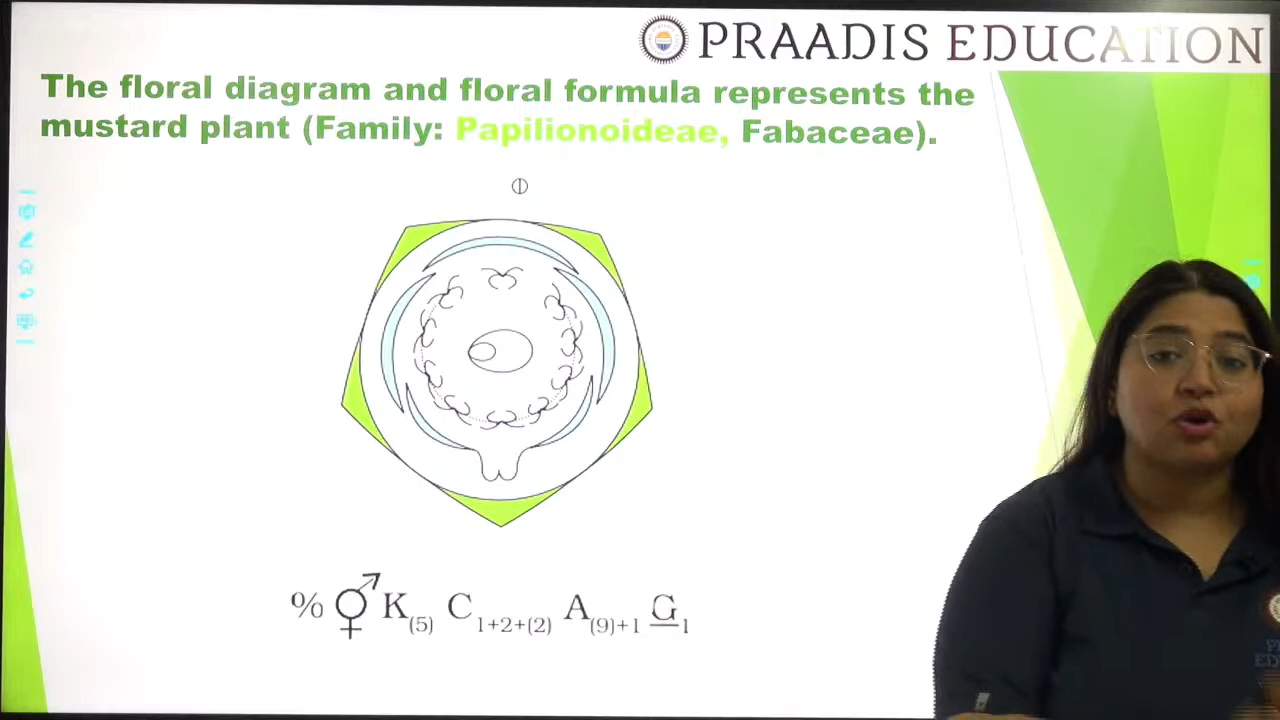 PRAADIS EDUCATION
The floral diagram and floral formula represents the
mustard plant (Family: Papilionoideae, Fabaceae).
% ⚥ K(5) C1+2+(2) A(9)+1 G1